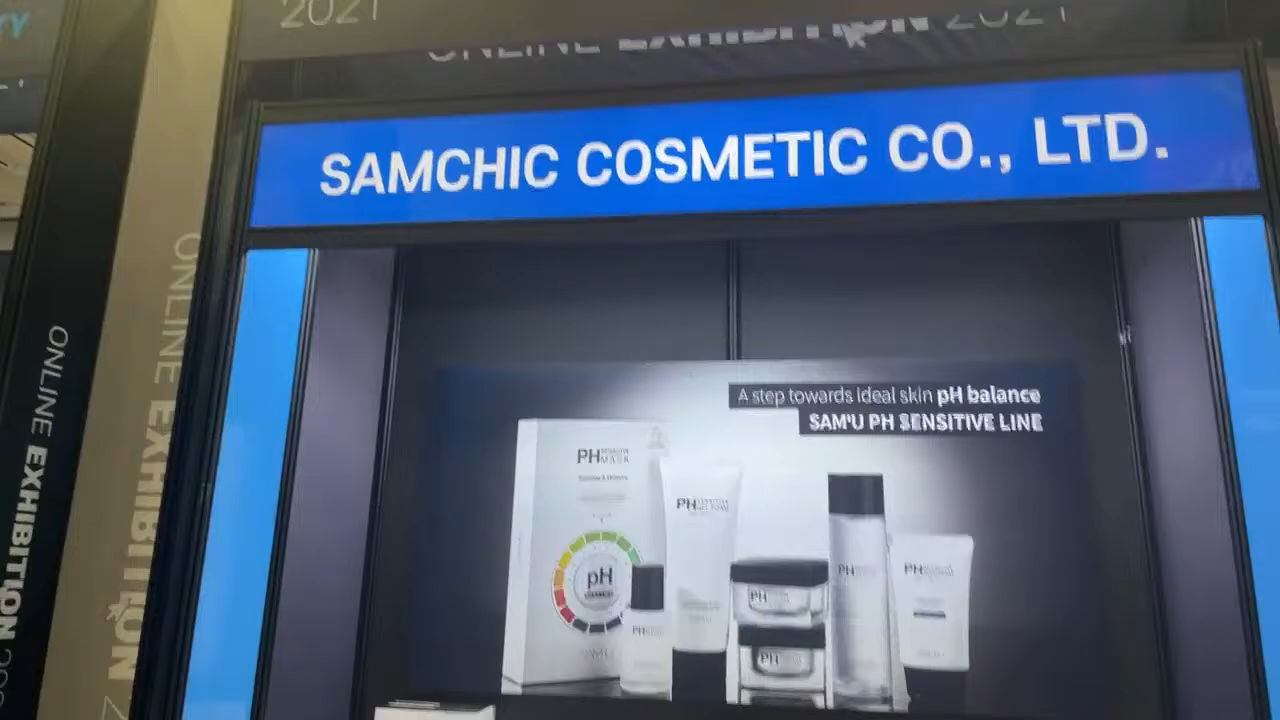 2021
ONLINE EXHIBITION 2021
SAMCHIC COSMETIC CO., LTD.
ONLINE EXHIBITION
ONLINE EXHIBITION
A step towards ideal skin pH balance
SAM'U PH SENSITIVE LINE
PH
MASK
pH
PH
PH
PH
PH
PH
PH